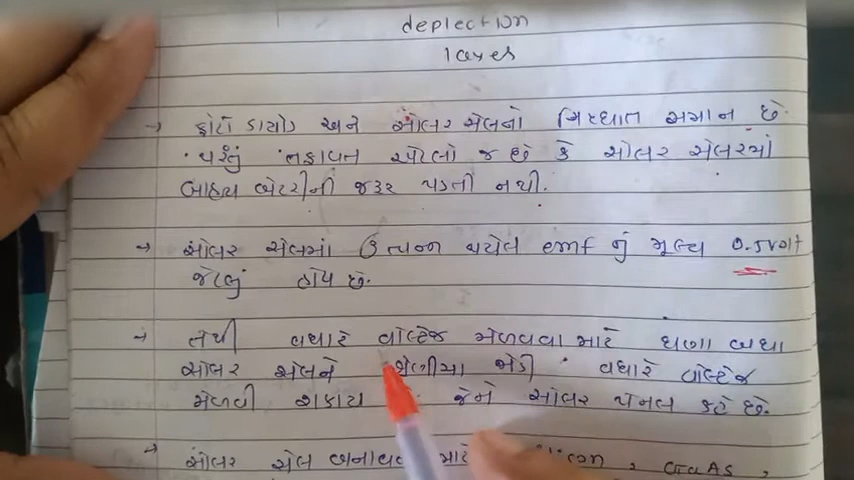 deplection
layer
→ ફોટો ડાયોડ અને સોલર સેલનો સિધ્ધાત સમાન છે.
પરંતુ તફાવત એટલો જ છે કે સોલર સેલરમાં
બાહ્ય બેટરીની જરૂર પડતી નથી.
→ સોલર સેલમાં ઉત્પન્ન થયેલ emf નું મૂલ્ય 0.5volt
જેટલું હોય છે.
→ તેથી વધારે વોલ્ટેજ મેળવવા માટે ઘણા બધા
સોલર સેલને શ્રેણીમા જોડી વધારે વોલ્ટેજ
મેળવી શકાય જેને સોલર પેનલ કહે છે.
→ સોલર સેલ બનાવવા માટે , GaAs ,